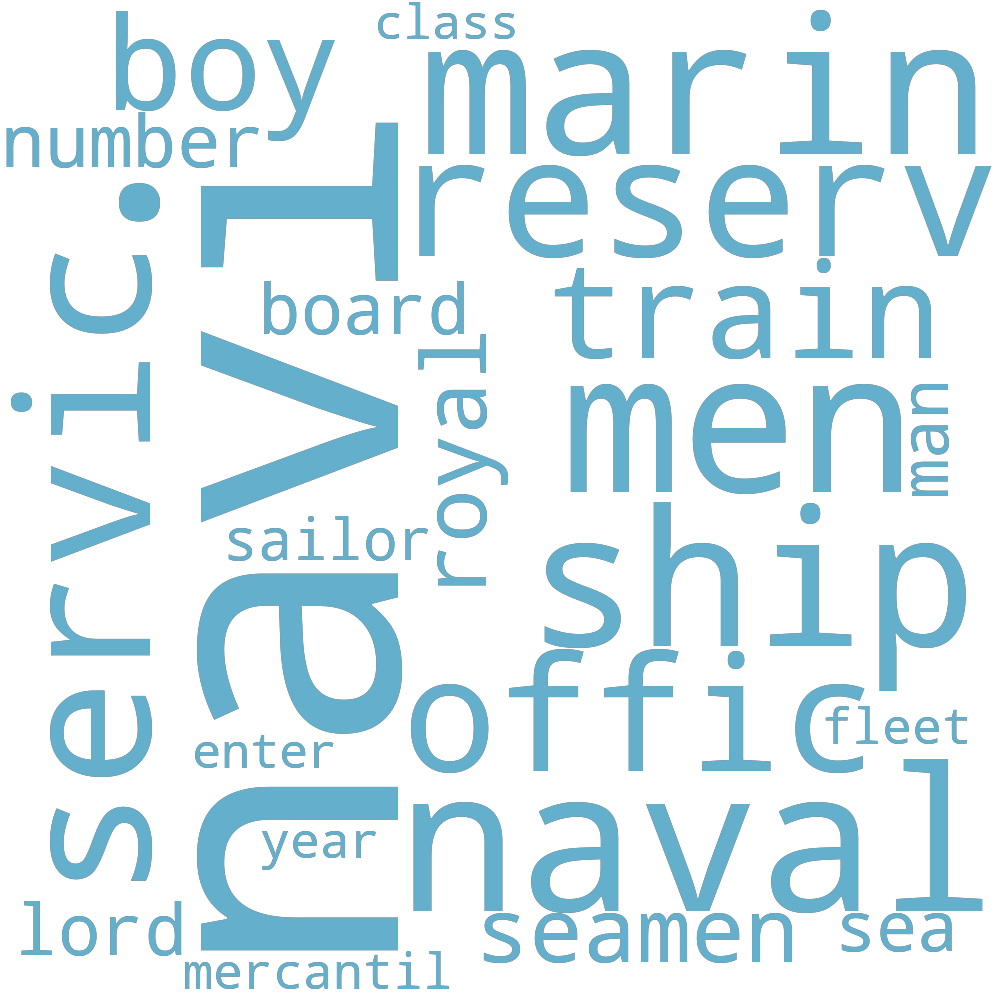 class
boy
marin
number
reserv
servic
navi
board
train
royal
men
man
sailor
ship
offic
fleet
enter
naval
year
lord
seamen
sea
mercantil